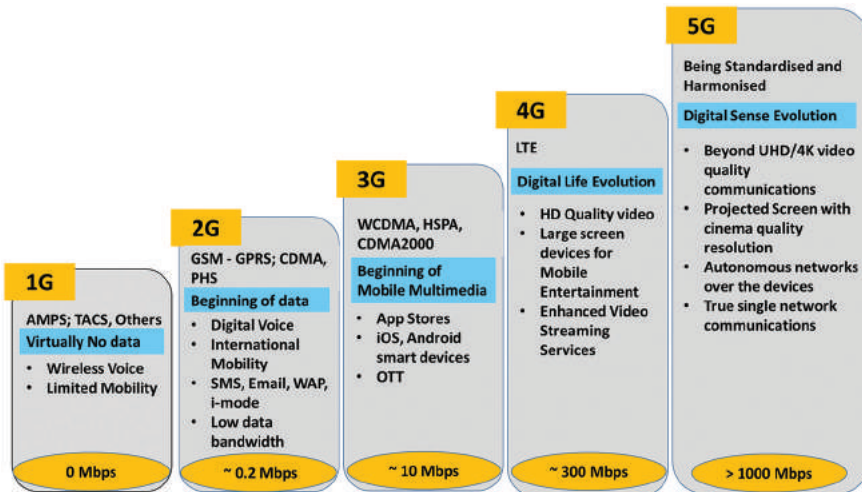 1G
AMPS; TACS, Others
Virtually No data
• Wireless Voice
• Limited Mobility
0 Mbps
2G
GSM - GPRS; CDMA,
PHS
Beginning of data
• Digital Voice
• International
Mobility
• SMS, Email, WAP,
i-mode
• Low data
bandwidth
~ 0.2 Mbps
3G
WCDMA, HSPA,
CDMA2000
Beginning of
Mobile Multimedia
• App Stores
• iOS, Android
smart devices
• OTT
~ 10 Mbps
4G
LTE
Digital Life Evolution
• HD Quality video
• Large screen
devices for
Mobile
Entertainment
• Enhanced Video
Streaming
Services
~ 300 Mbps
5G
Being Standardised and
Harmonised
Digital Sense Evolution
• Beyond UHD/4K video
quality
communications
• Projected Screen with
cinema quality
resolution
• Autonomous networks
over the devices
• True single network
communications
> 1000 Mbps